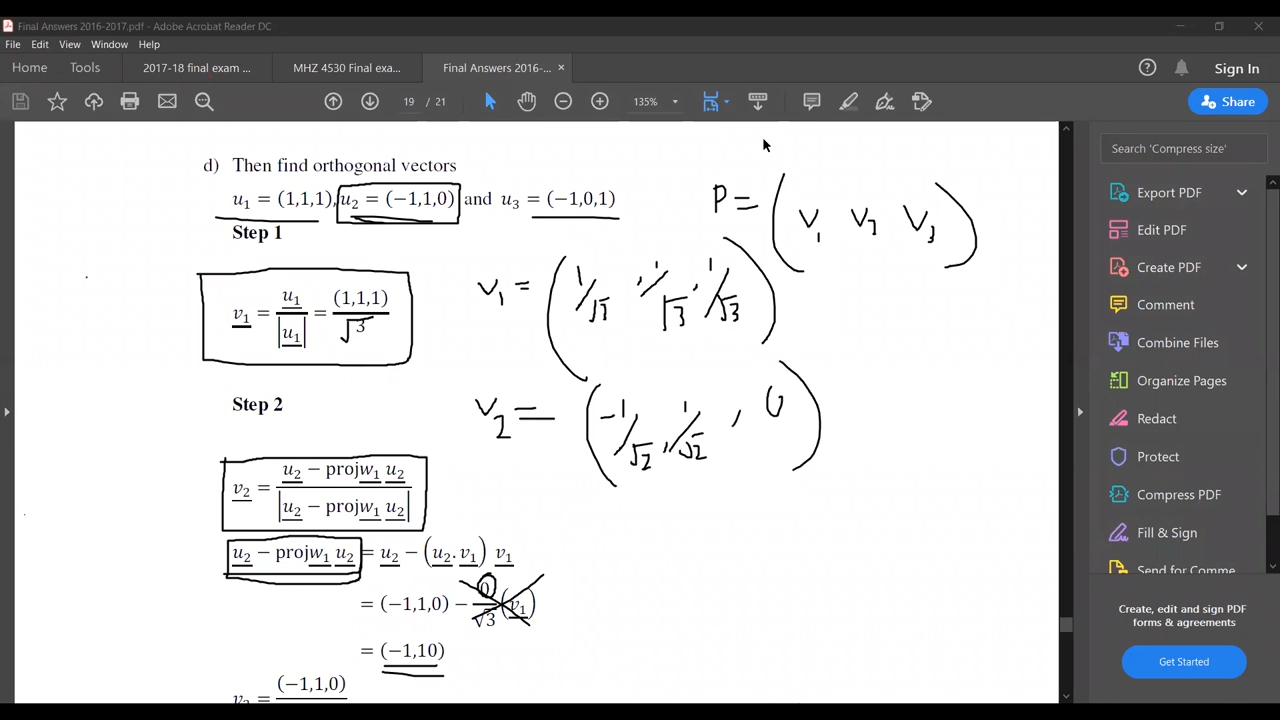 Final Answers 2016-2017.pdf - Adobe Acrobat Reader DC
File Edit View Window Help
Home Tools 2017-18 final exam ... MHZ 4530 Final exa... Final Answers 2016-... × Sign In
19 / 21 135% Share
d) Then find orthogonal vectors
u₁ = (1,1,1), u₂ = (−1,1,0) and u₃ = (−1,0,1)
P = ( v₁ v₂ v₃ )
Step 1
v₁ = u₁/|u₁| = (1,1,1)/√3
v₁ = ( 1/√3 , 1/√3 , 1/√3 )
Step 2
v₂ = ( −1/√2 , 1/√2 , 0 )
v₂ = u₂ − projw₁ u₂ / |u₂ − projw₁ u₂|
u₂ − projw₁ u₂ = u₂ − (u₂. v₁) v₁
= (−1,1,0) − 0/√3 (v₁)
= (−1,10)
(−1,1,0)
v₂ =
Search 'Compress size'
Export PDF
Edit PDF
Create PDF
Comment
Combine Files
Organize Pages
Redact
Protect
Compress PDF
Fill & Sign
Send for Comme
Create, edit and sign PDF
forms & agreements
Get Started